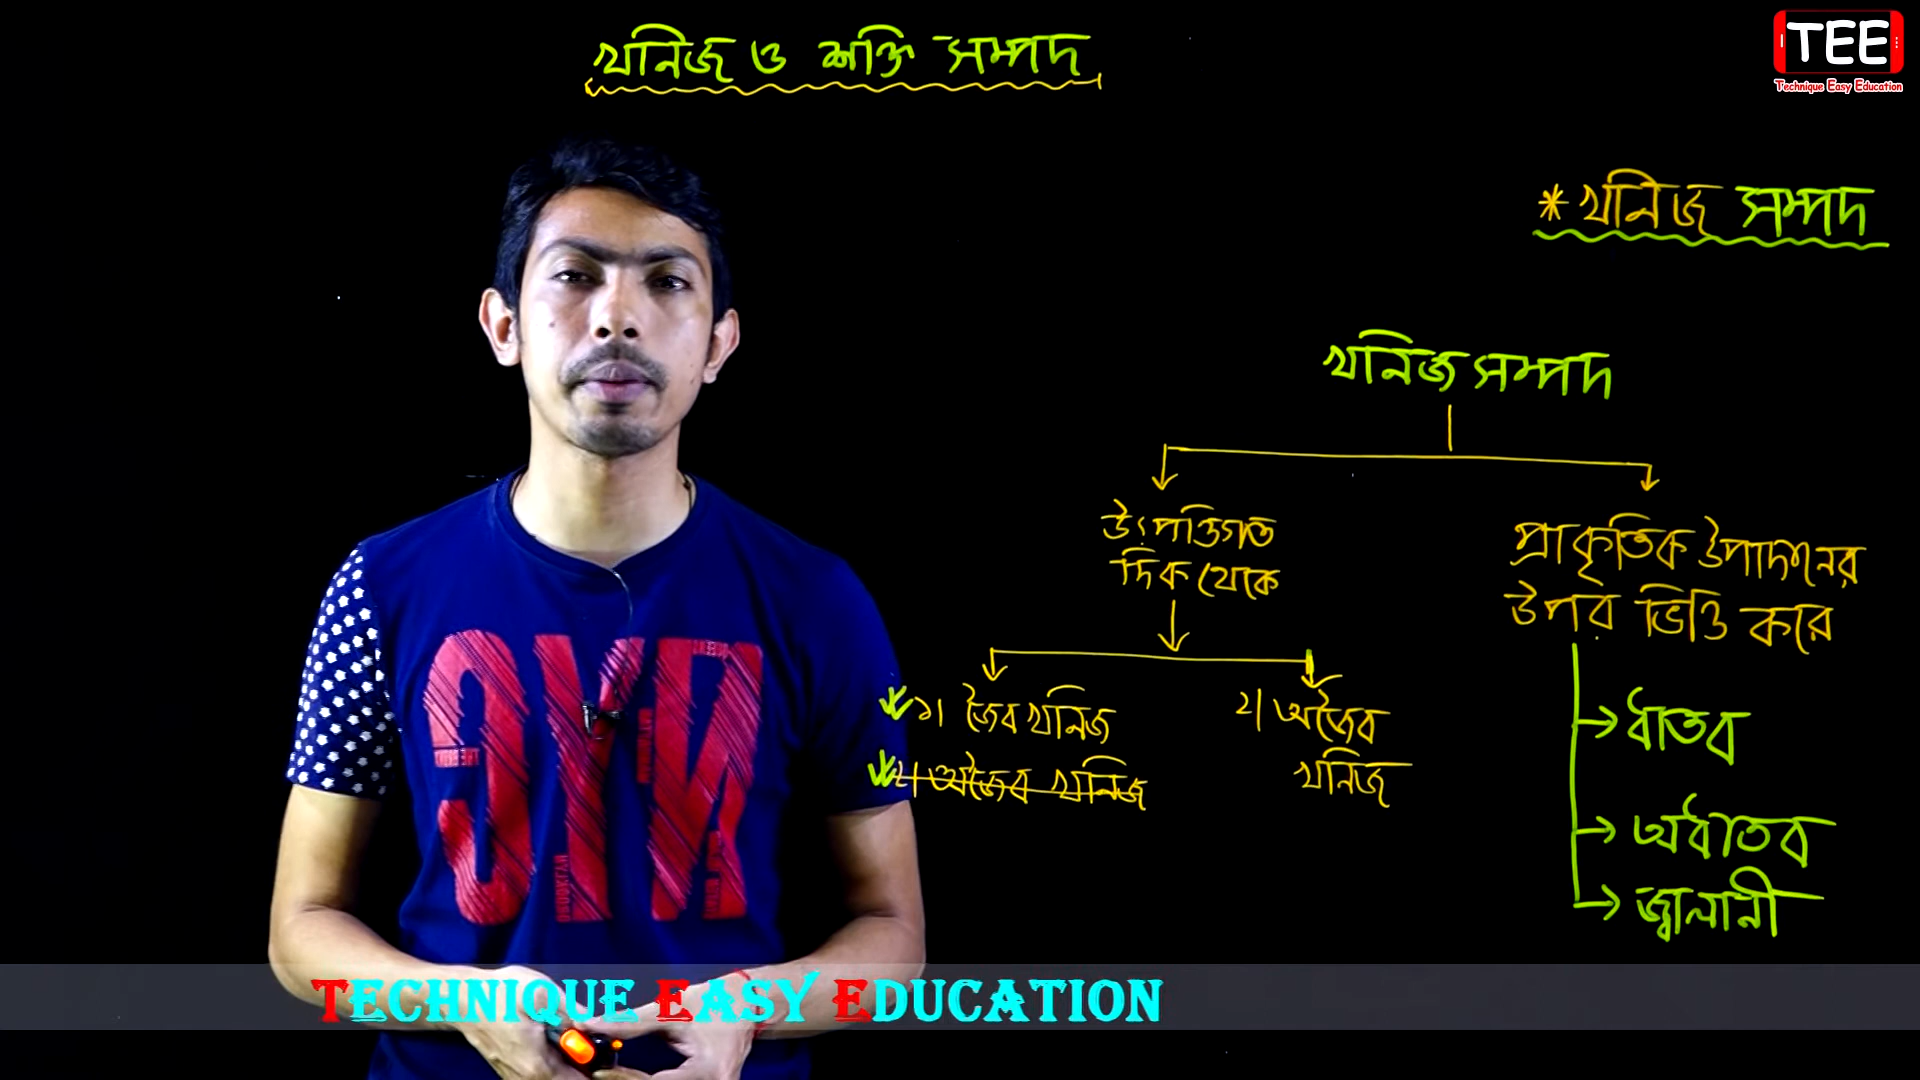 খনিজ ও শক্তি সম্পদ
TEE
Technique Easy Education
* খনিজ সম্পদ
খনিজ সম্পদ
উৎপত্তিগত
দিক থেকে
প্রাকৃতিক উপাদানের
উপর ভিত্তি করে
১। জৈব খনিজ
২। অজৈব
খনিজ
২। অজৈব খনিজ
→ ধাতব
→ অধাতব
→ জ্বালানী
GYN
TECHNIQUE EASY EDUCATION